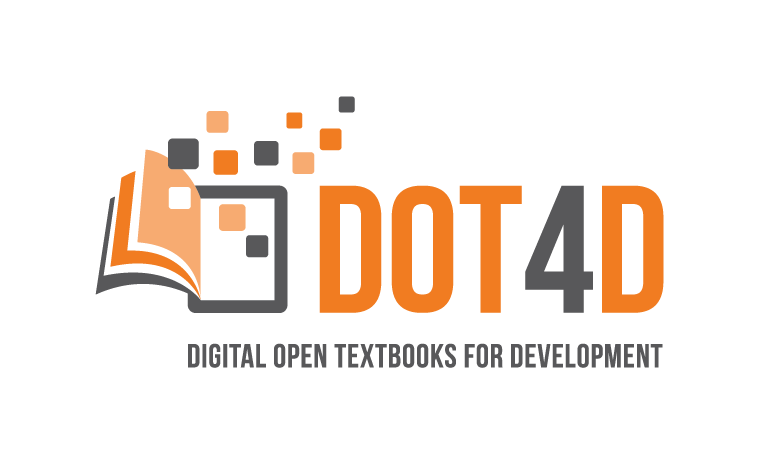 DOT4D
DIGITAL OPEN TEXTBOOKS FOR DEVELOPMENT